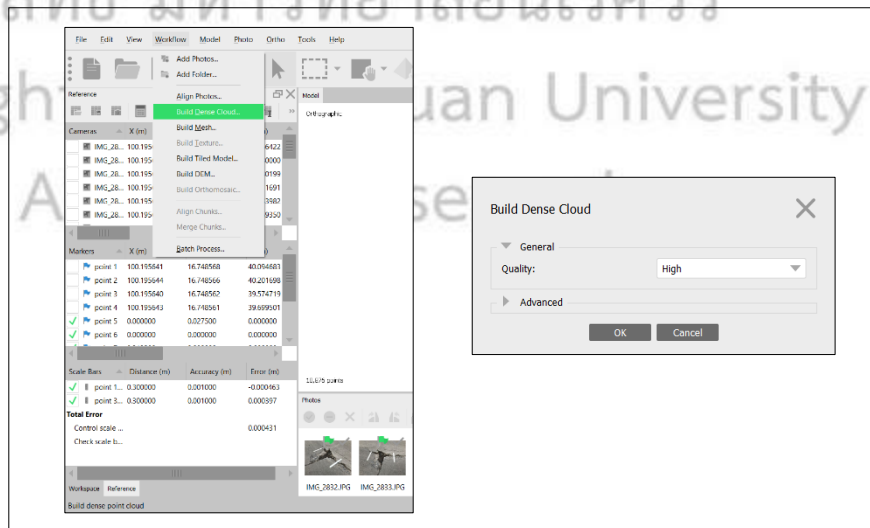 File Edit View Workflow Model Photo Ortho Tools Help
Add Photos...
Add Folder...
Align Photos...
Build Dense Cloud...
Build Mesh...
Build Texture...
Build Tiled Model...
Build DEM...
Build Orthomosaic...
Align Chunks...
Merge Chunks...
Batch Process...
Reference
Cameras X (m)
IMG_28... 100.195
IMG_28... 100.195
IMG_28... 100.195
IMG_28... 100.195
IMG_28... 100.195
IMG_28... 100.195
6422
0000
0199
1691
3982
9350
Markers X (m)
point 1 100.195641 16.748568 40.094683
point 2 100.195644 16.748566 40.201698
point 3 100.195640 16.748562 39.574719
point 4 100.195643 16.748561 39.699501
point 5 0.000000 0.027500 0.000000
point 6 0.000000 0.000000 0.000000
Scale Bars Distance (m) Accuracy (m) Error (m)
point 1... 0.300000 0.001000 -0.000463
point 3... 0.300000 0.001000 0.000397
Total Error
Control scale ... 0.000431
Check scale b...
Workspace Reference
Build dense point cloud
Model
Orthographic
points
Photos
IMG_2832.JPG IMG_2833.JPG
Build Dense Cloud
General
Quality: High
Advanced
OK Cancel
University